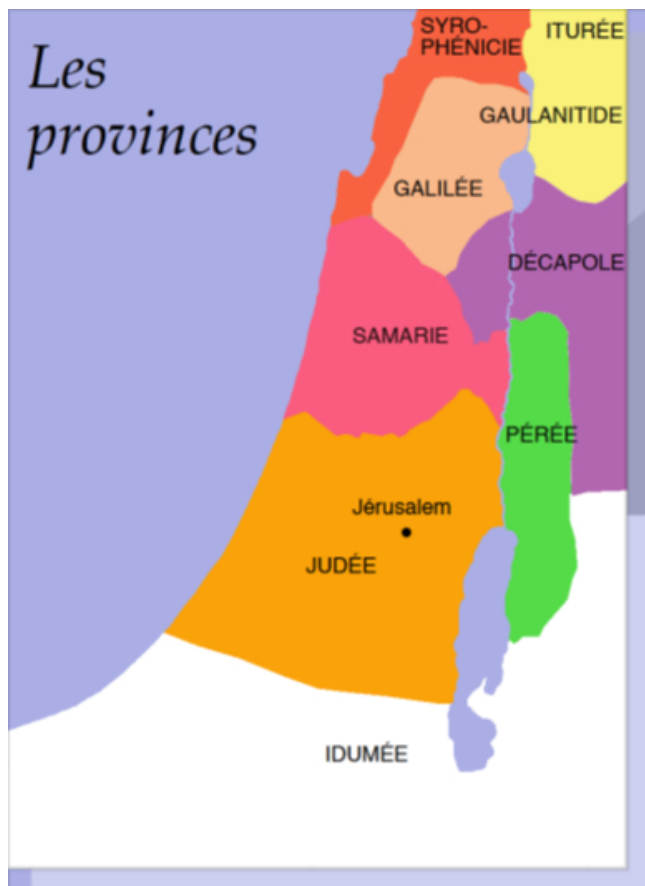 Les
provinces
SYRO-
PHÉNICIE
ITURÉE
GAULANITIDE
GALILÉE
DÉCAPOLE
SAMARIE
PÉRÉE
Jérusalem
JUDÉE
IDUMÉE